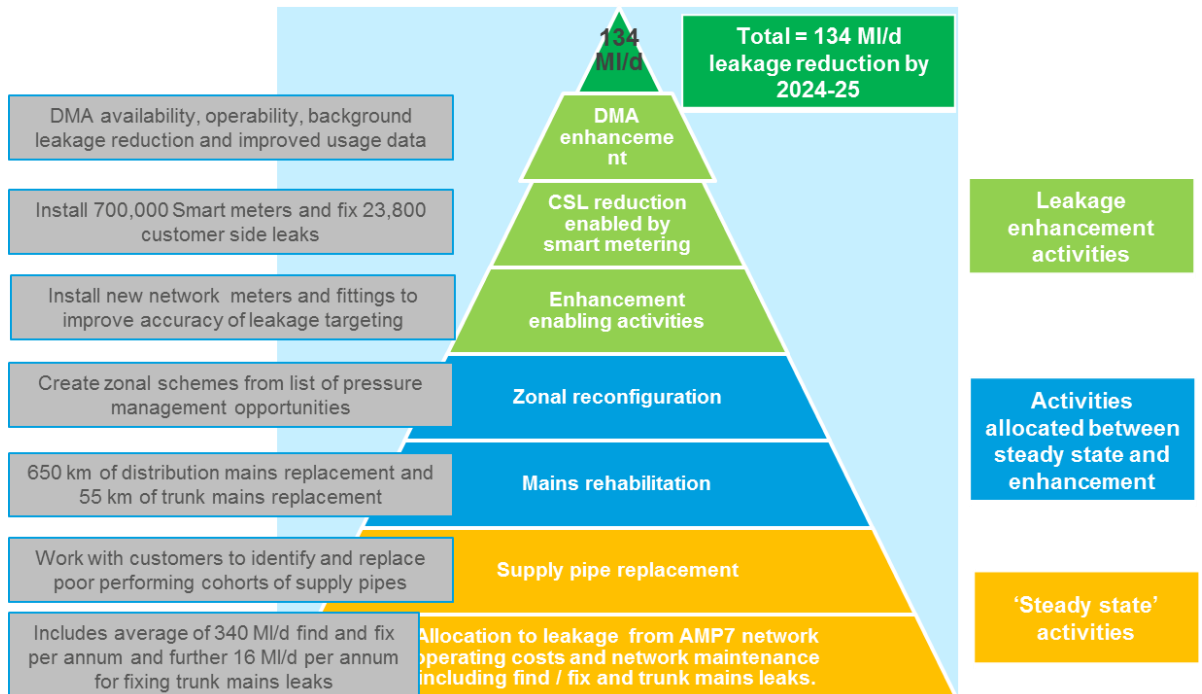 134
Ml/d
Total = 134 Ml/d
leakage reduction by
2024-25
DMA availability, operability, background
leakage reduction and improved usage data
DMA
enhanceme
nt
Install 700,000 Smart meters and fix 23,800
customer side leaks
CSL reduction
enabled by
smart metering
Leakage
enhancement
activities
Install new network meters and fittings to
improve accuracy of leakage targeting
Enhancement
enabling activities
Create zonal schemes from list of pressure
management opportunities
Zonal reconfiguration
Activities
allocated between
steady state and
enhancement
650 km of distribution mains replacement and
55 km of trunk mains replacement
Mains rehabilitation
Work with customers to identify and replace
poor performing cohorts of supply pipes
Supply pipe replacement
‘Steady state’
activities
Includes average of 340 Ml/d find and fix
per annum and further 16 Ml/d per annum
for fixing trunk mains leaks
Allocation to leakage from AMP7 network
operating costs and network maintenance
including find / fix and trunk mains leaks.